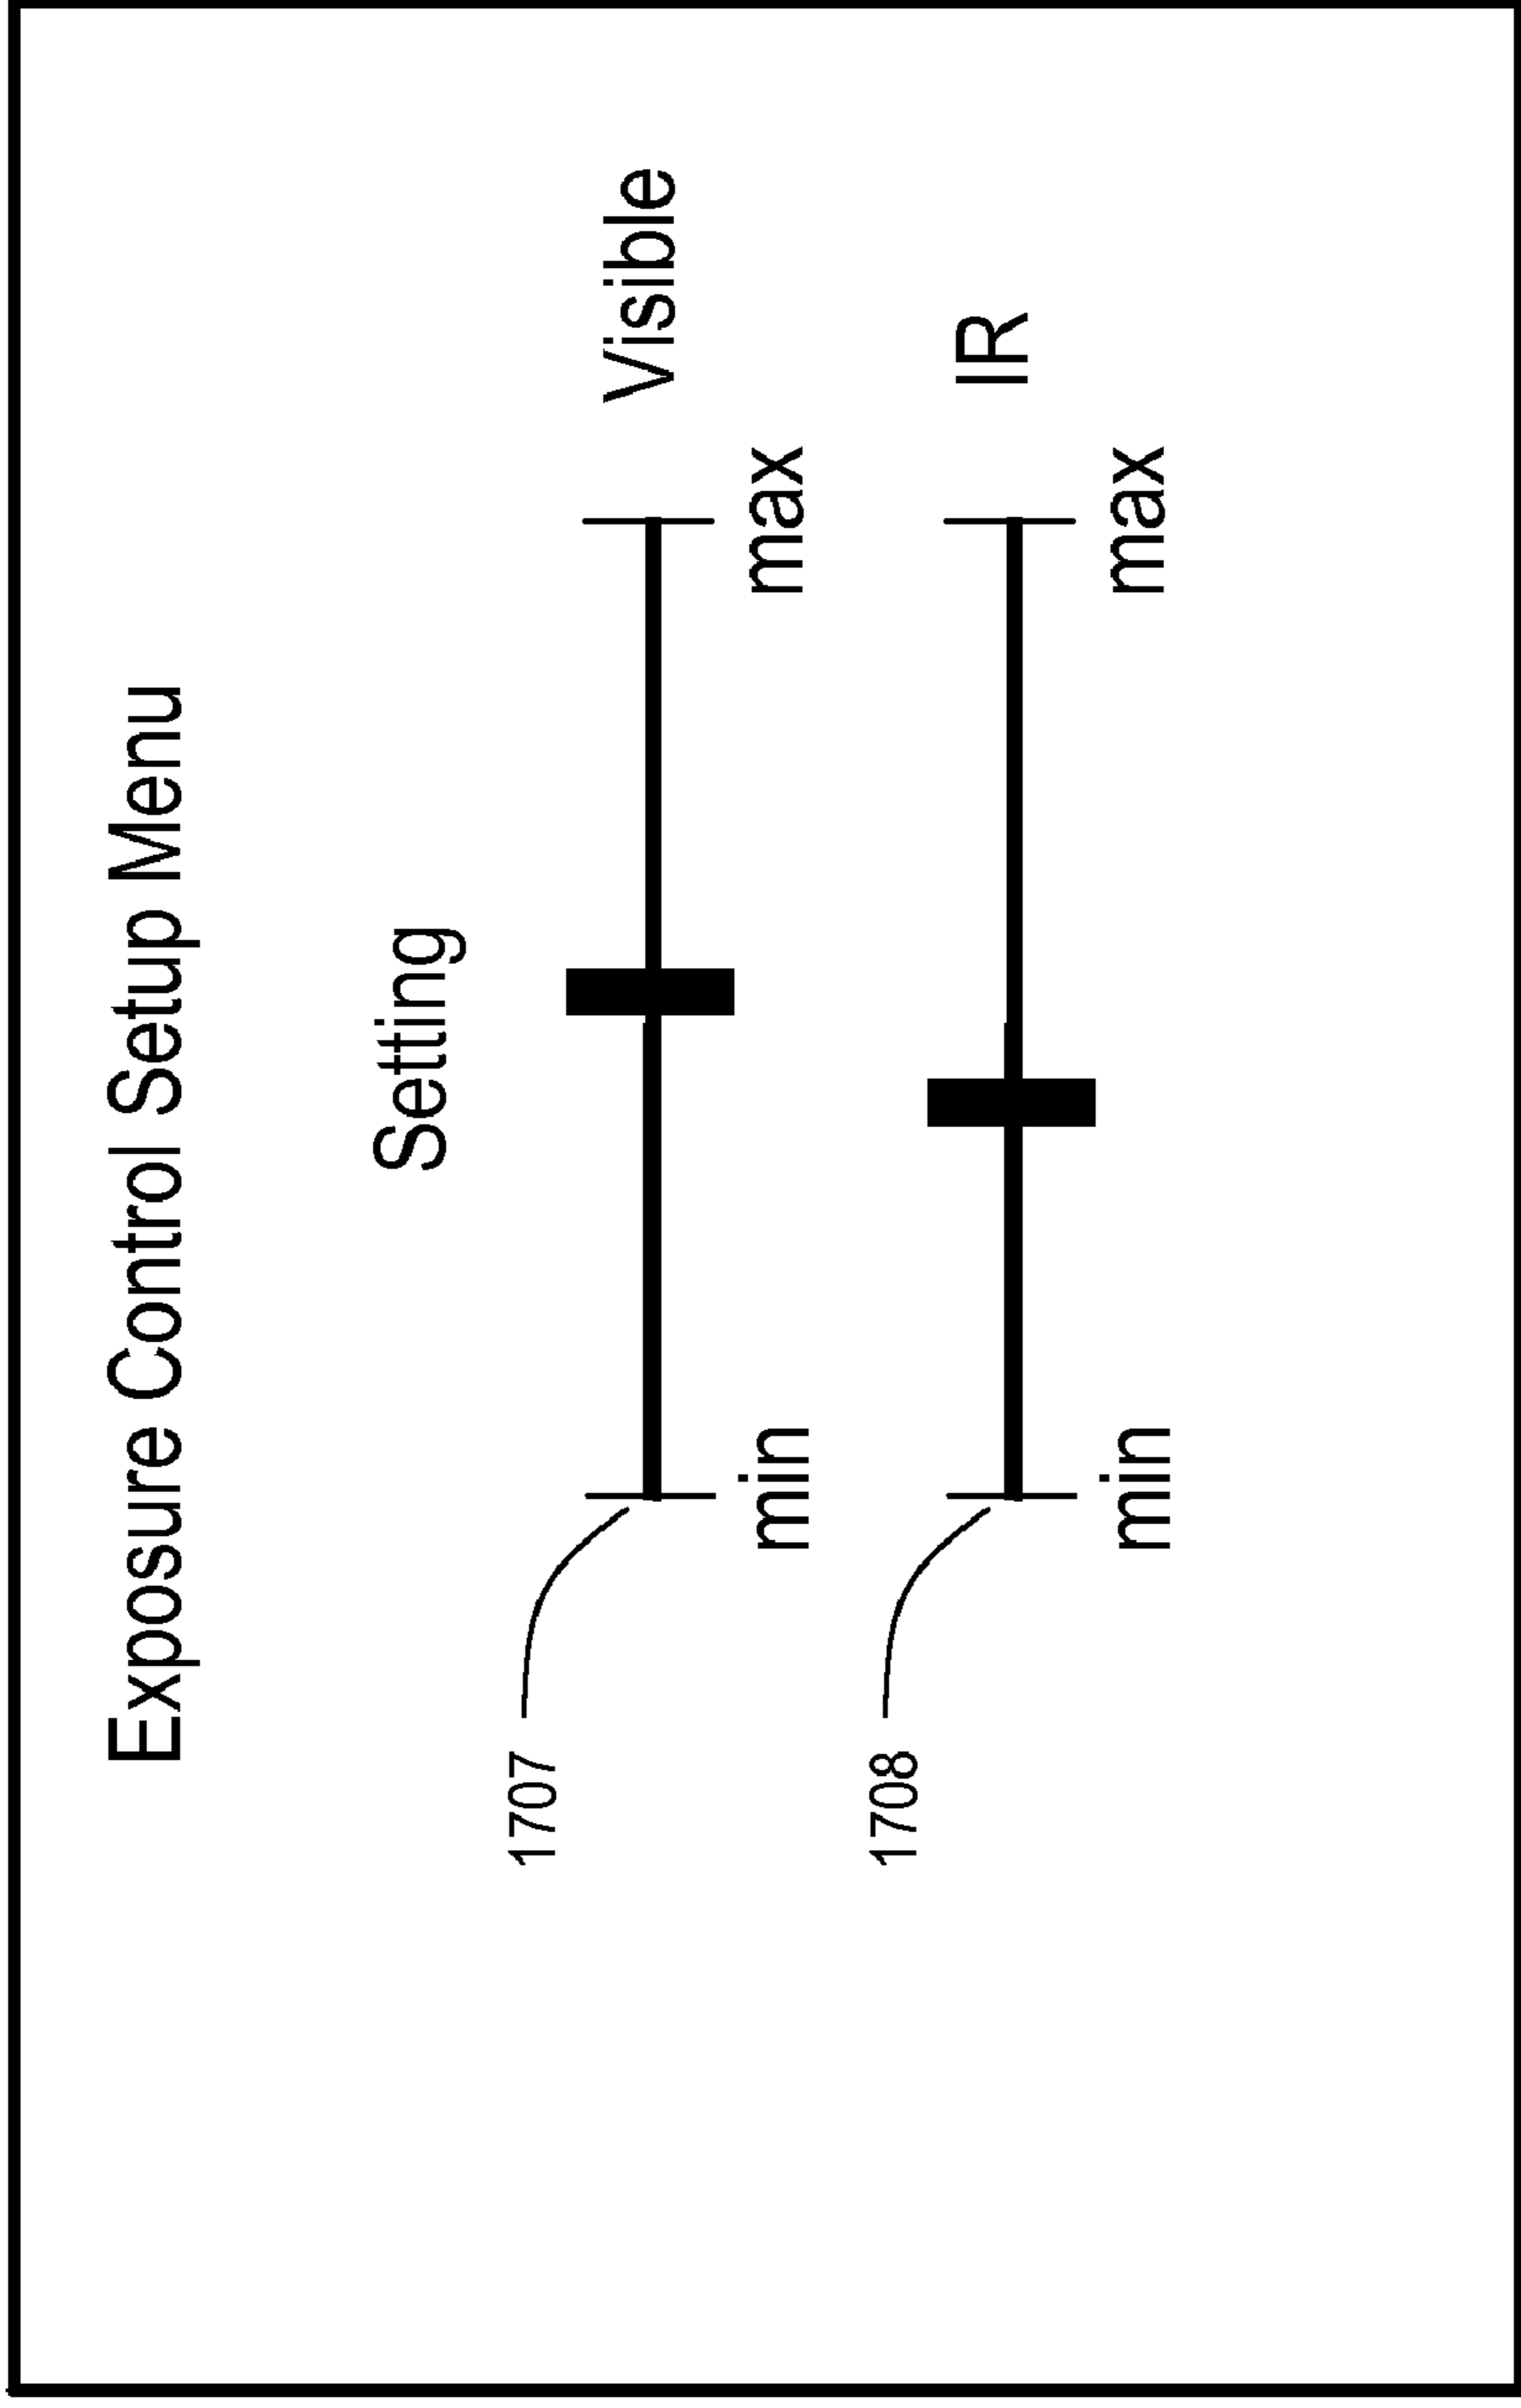 Exposure Control Setup Menu
Setting
1707
Visible
min
max
1708
IR
min
max